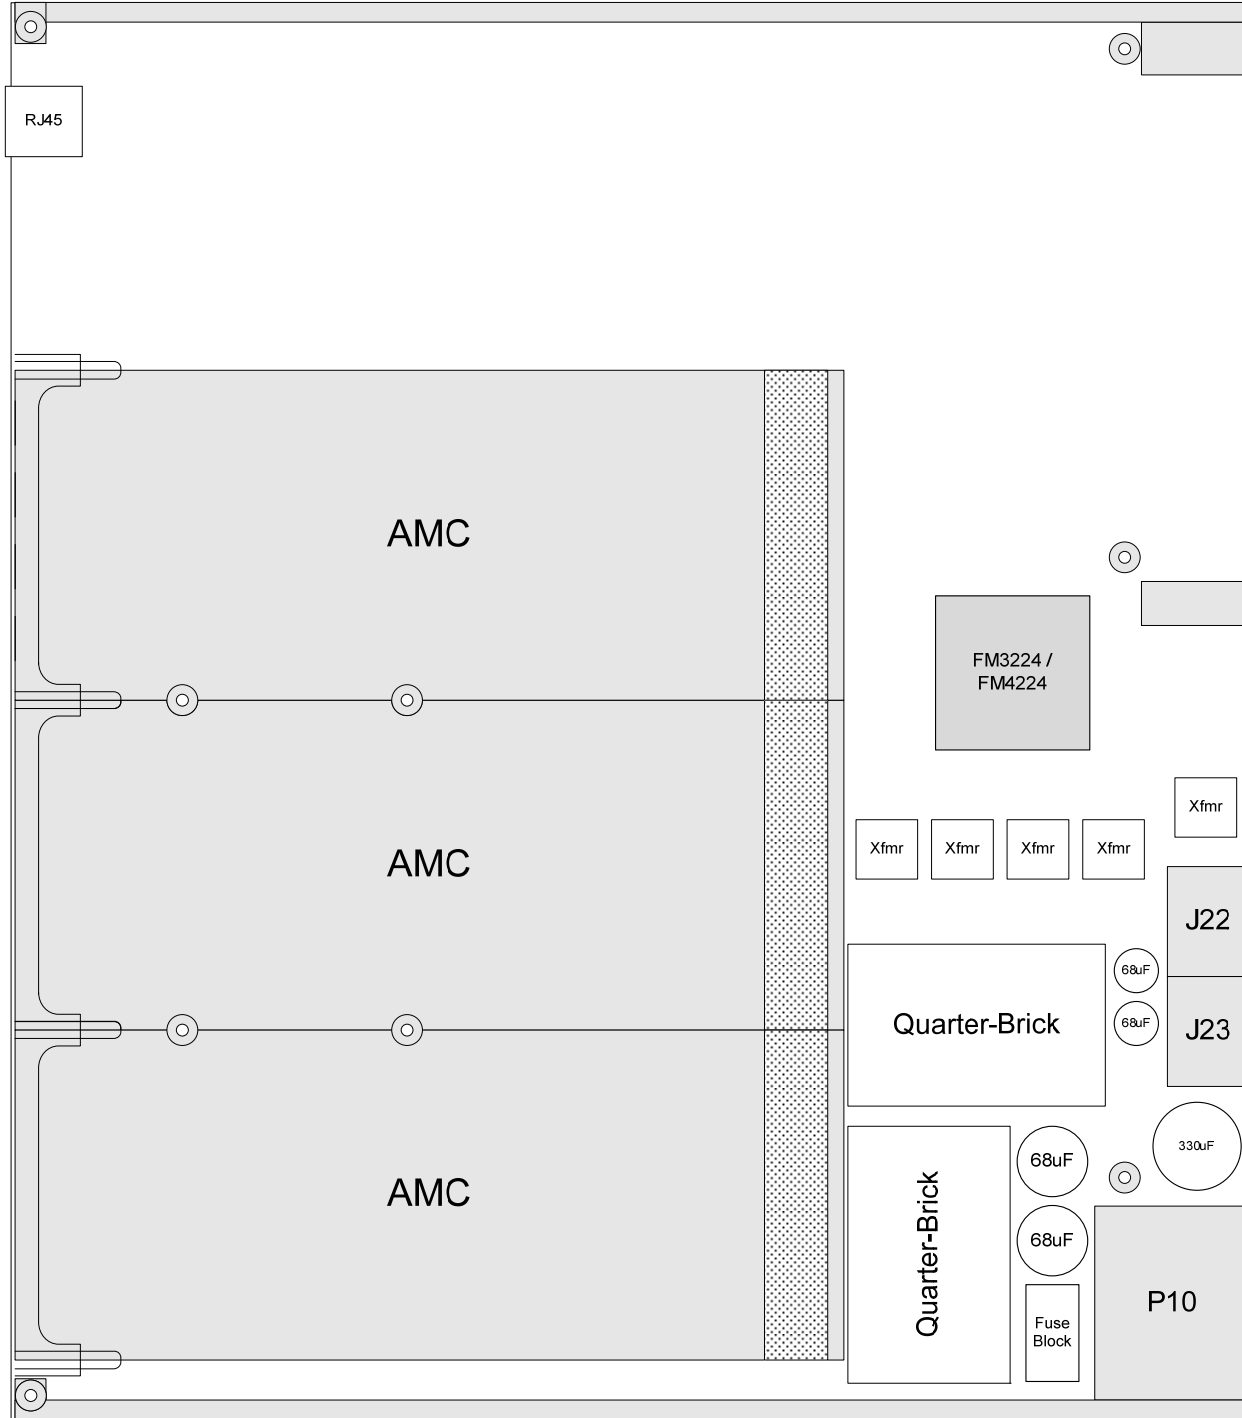 RJ45
AMC
FM3224 /
FM4224
Xfmr
Xfmr
Xfmr
Xfmr
Xfmr
AMC
J22
68uF
Quarter-Brick
68uF
J23
330uF
68uF
AMC
Quarter-Brick
68uF
P10
Fuse
Block